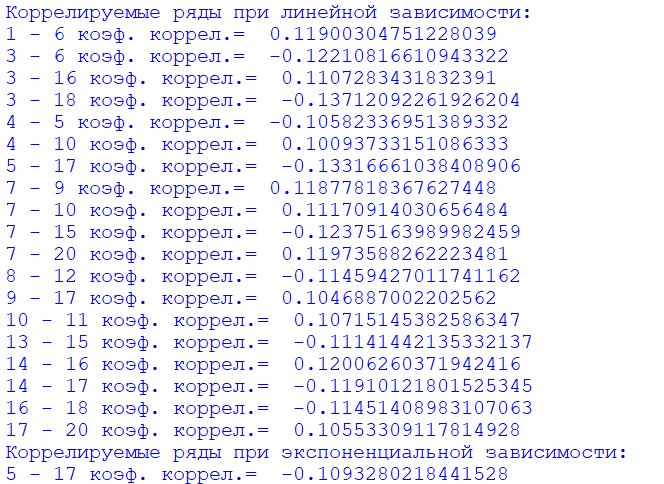 Коррелируемые ряды при линейной зависимости:
1 - 6 коэф. коррел.=  0.11900304751228039
3 - 6 коэф. коррел.=  -0.12210816610943322
3 - 16 коэф. коррел.=  0.1107283431832391
3 - 18 коэф. коррел.=  -0.13712092261926204
4 - 5 коэф. коррел.=  -0.10582336951389332
4 - 10 коэф. коррел.=  0.10093733151086333
5 - 17 коэф. коррел.=  -0.13316661038408906
7 - 9 коэф. коррел.=  0.11877818367627448
7 - 10 коэф. коррел.=  0.11170914030656484
7 - 15 коэф. коррел.=  -0.12375163989982459
7 - 20 коэф. коррел.=  0.11973588262223481
8 - 12 коэф. коррел.=  -0.11459427011741162
9 - 17 коэф. коррел.=  0.1046887002202562
10 - 11 коэф. коррел.=  0.10715145382586347
13 - 15 коэф. коррел.=  -0.11141442135332137
14 - 16 коэф. коррел.=  0.12006260371942416
14 - 17 коэф. коррел.=  -0.11910121801525345
16 - 18 коэф. коррел.=  -0.11451408983107063
17 - 20 коэф. коррел.=  0.10553309117814928
Коррелируемые ряды при экспоненциальной зависимости:
5 - 17 коэф. коррел.=  -0.1093280218441528